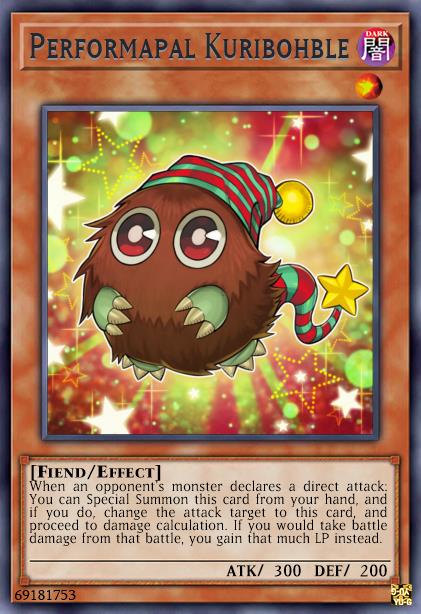 Performapal Kuribohble
DARK
闇
[Fiend/Effect]
When an opponent's monster declares a direct attack:
You can Special Summon this card from your hand, and
if you do, change the attack target to this card, and
proceed to damage calculation. If you would take battle
damage from that battle, you gain that much LP instead.
ATK/ 300 DEF/ 200
69181753